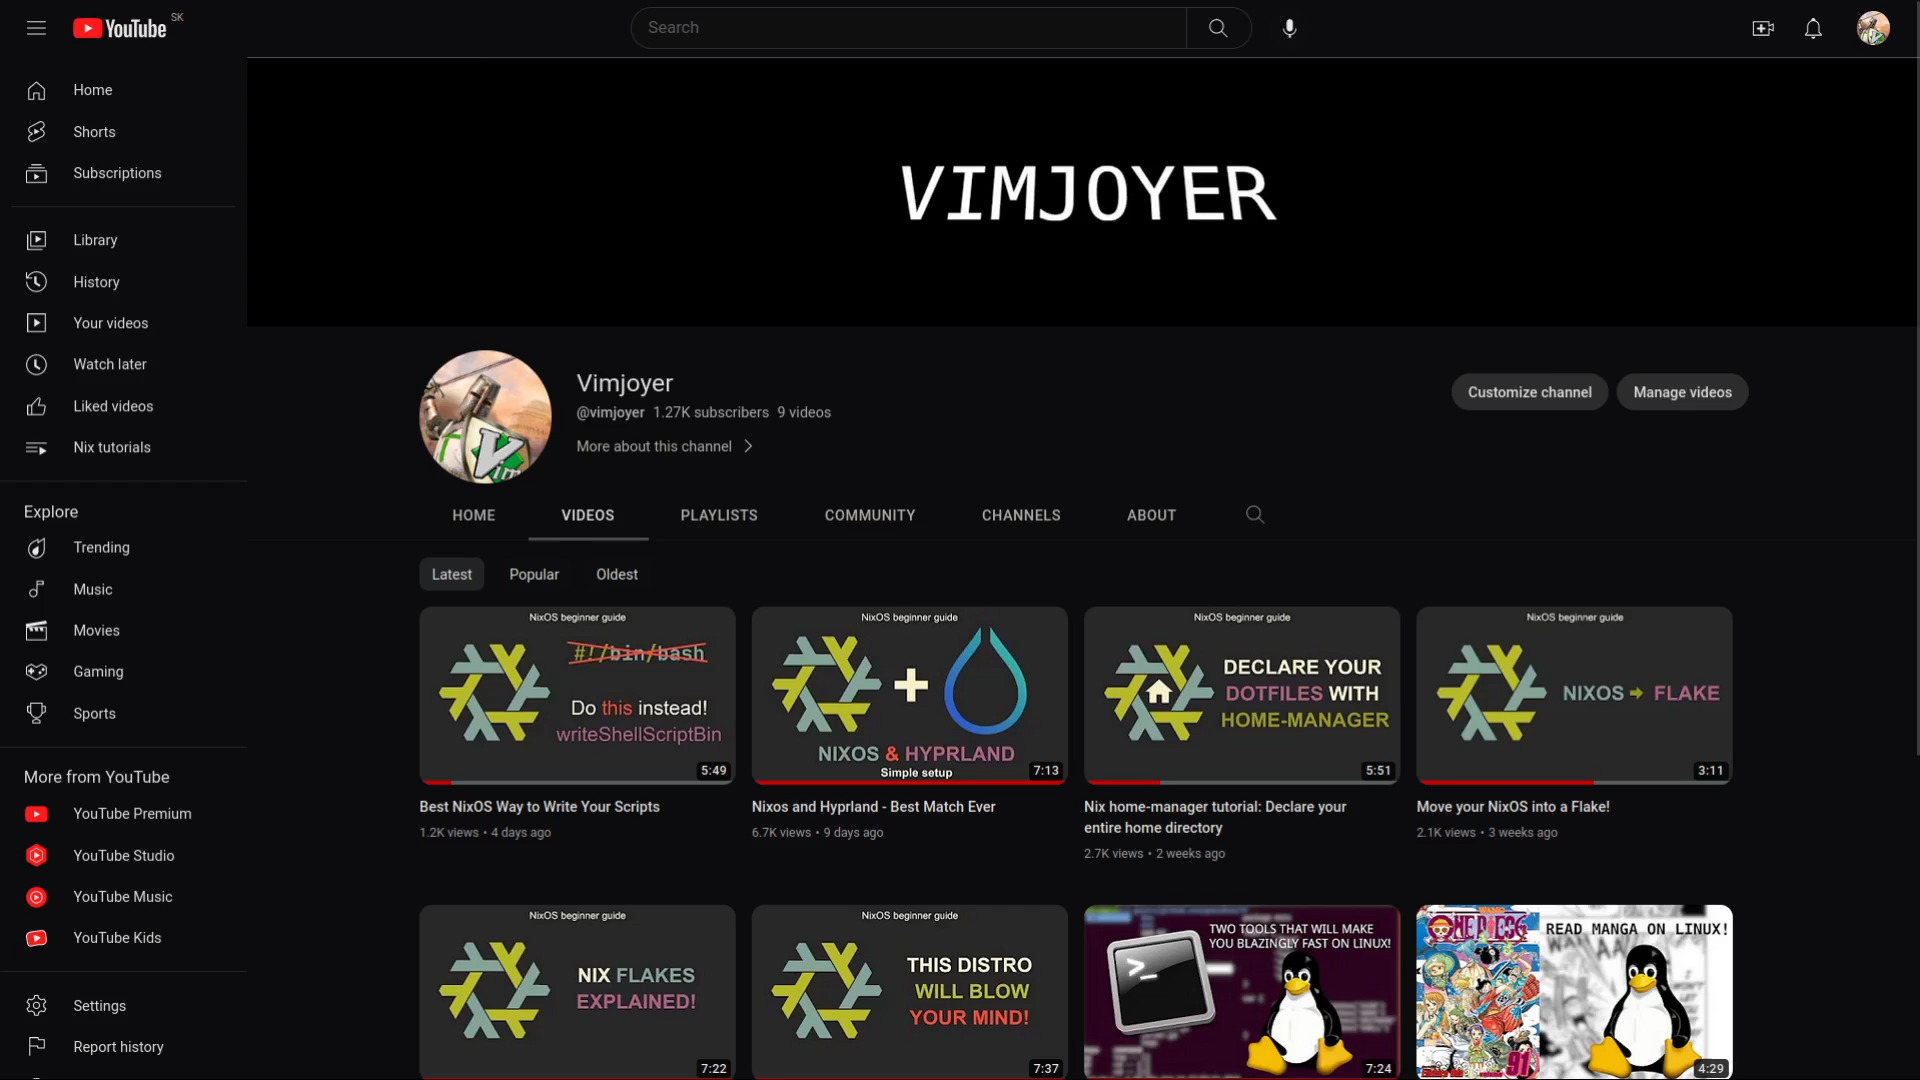 YouTube SK
Search
Home
Shorts
Subscriptions
Library
History
Your videos
Watch later
Liked videos
Nix tutorials
Explore
Trending
Music
Movies
Gaming
Sports
More from YouTube
YouTube Premium
YouTube Studio
YouTube Music
YouTube Kids
Settings
Report history
VIMJOYER
Vim
Vimjoyer
@vimjoyer 1.27K subscribers 9 videos
More about this channel
Customize channel
Manage videos
HOME
VIDEOS
PLAYLISTS
COMMUNITY
CHANNELS
ABOUT
Latest
Popular
Oldest
NixOS beginner guide
#!/bin/bash
Do this instead!
writeShellScriptBin
5:49
Best NixOS Way to Write Your Scripts
1.2K views • 4 days ago
NixOS beginner guide
+
NIXOS & HYPRLAND
Simple setup
7:13
Nixos and Hyprland - Best Match Ever
6.7K views • 9 days ago
NixOS beginner guide
DECLARE YOUR
DOTFILES WITH
HOME-MANAGER
5:51
Nix home-manager tutorial: Declare your
entire home directory
2.7K views • 2 weeks ago
NixOS beginner guide
NIXOS → FLAKE
3:11
Move your NixOS into a Flake!
2.1K views • 3 weeks ago
NixOS beginner guide
NIX FLAKES
EXPLAINED!
7:22
NixOS beginner guide
THIS DISTRO
WILL BLOW
YOUR MIND!
7:37
TWO TOOLS THAT WILL MAKE
YOU BLAZINGLY FAST ON LINUX!
>_
7:24
ONE PIECE
91
READ MANGA ON LINUX!
4:29